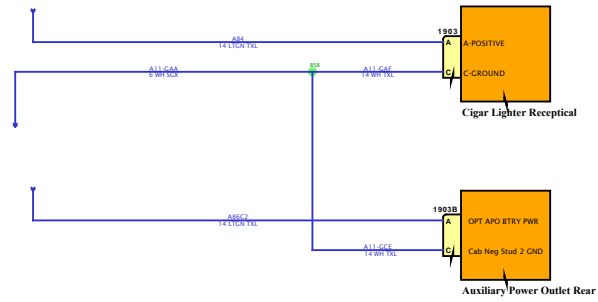 1903
A84
14 LTGN TXL
A
A-POSITIVE
858
A11-GAA
6 WH SGX
A11-GAF
14 WH TXL
C
C-GROUND
Cigar Lighter Receptical
1903B
A86C2
14 LTGN TXL
A
OPT APO BTRY PWR
A11-GCE
14 WH TXL
C
Cab Neg Stud 2 GND
Auxiliary Power Outlet Rear